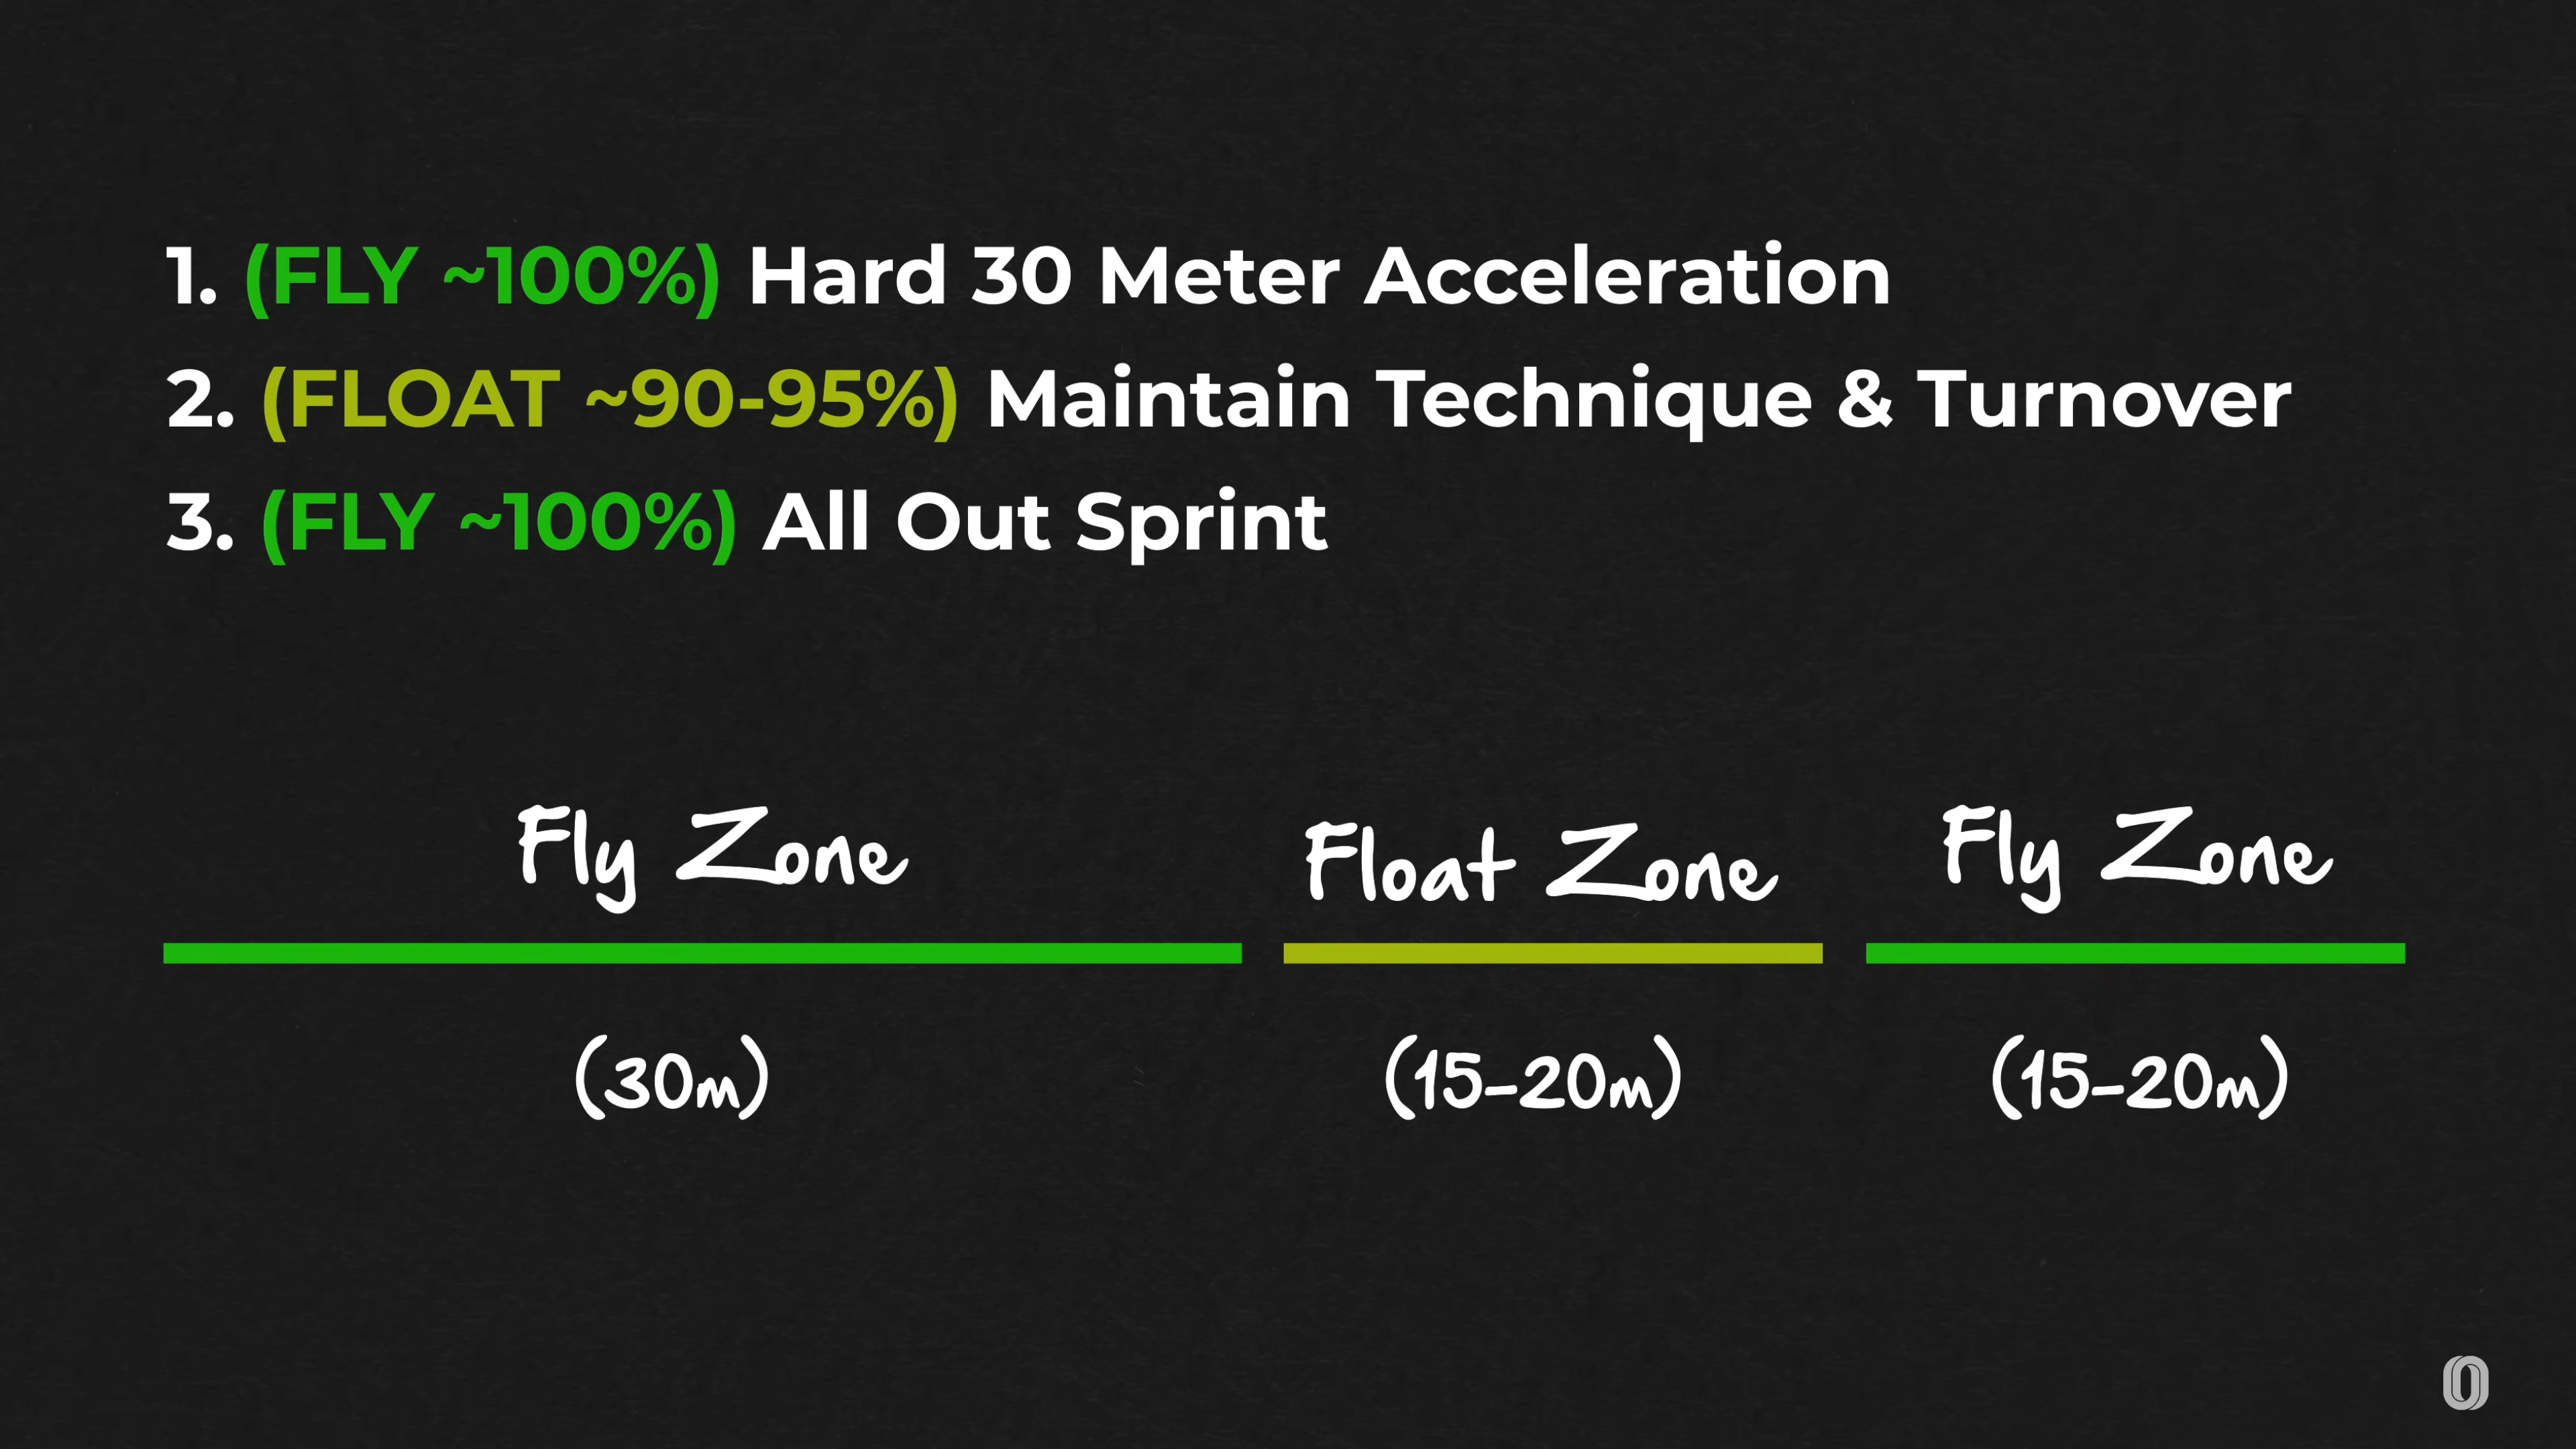 1. (FLY ~100%) Hard 30 Meter Acceleration
2. (FLOAT ~90-95%) Maintain Technique & Turnover
3. (FLY ~100%) All Out Sprint
Fly Zone Float Zone Fly Zone
(30m) (15-20m) (15-20m)